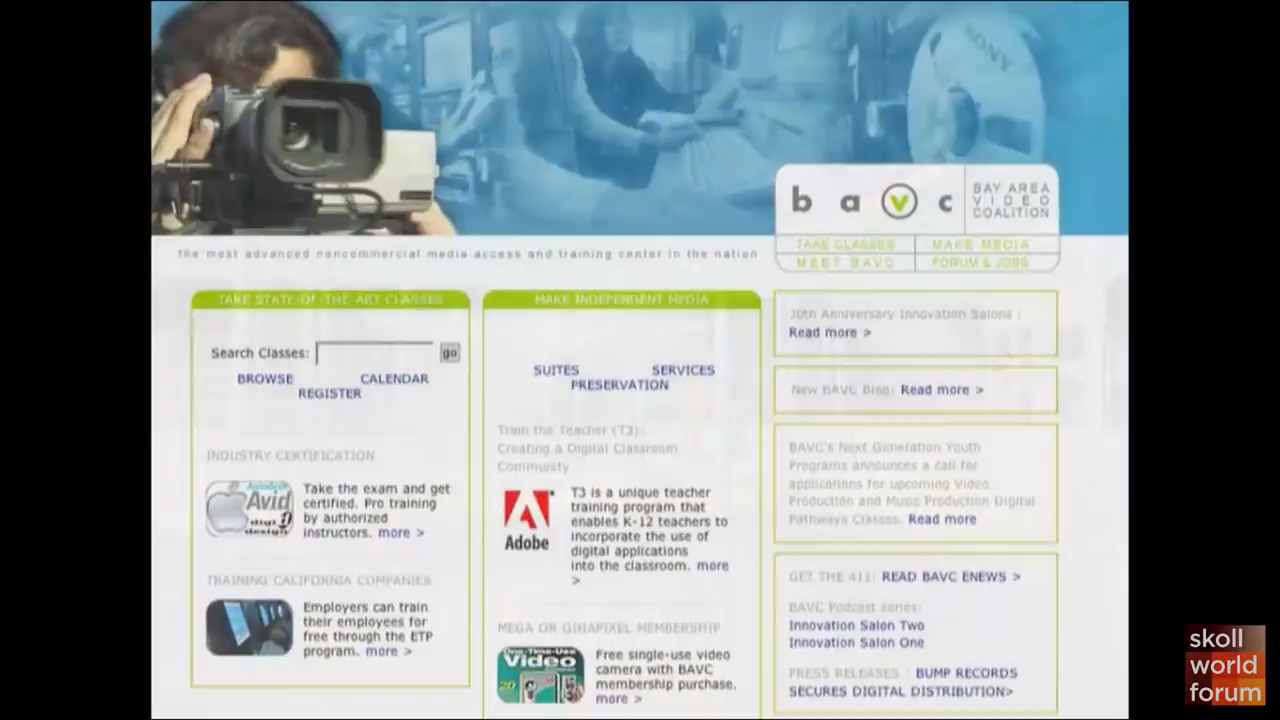 SONY
b a v c
BAY AREA
VIDEO
COALITION
TAKE CLASSES
MAKE MEDIA
MEET BAVC
FORUM & JOBS
the most advanced noncommercial media access and training center in the nation
TAKE STATE-OF-THE-ART CLASSES
Search Classes:
go
BROWSE
CALENDAR
REGISTER
INDUSTRY CERTIFICATION
Autodesk
Avid
digi
design
Take the exam and get
certified. Pro training
by authorized
instructors. more >
TRAINING CALIFORNIA COMPANIES
Employers can train
their employees for
free through the ETP
program. more >
MAKE INDEPENDENT MEDIA
SUITES
SERVICES
PRESERVATION
Train the Teacher (T3):
Creating a Digital Classroom
Community
Adobe
T3 is a unique teacher
training program that
enables K-12 teachers to
incorporate the use of
digital applications
into the classroom. more
>
MEGA OR GIGAPIXEL MEMBERSHIP
One-Time-Use
Video
20
Free single-use video
camera with BAVC
membership purchase.
more >
30th Anniversary Innovation Salons :
Read more >
New BAVC Blog: Read more >
BAVC's Next Generation Youth
Programs announces a call for
applications for upcoming Video
Production and Music Production Digital
Pathways Classes. Read more
GET THE 411: READ BAVC ENEWS >
BAVC Podcast series:
Innovation Salon Two
Innovation Salon One
PRESS RELEASES : BUMP RECORDS
SECURES DIGITAL DISTRIBUTION>
skoll
world
forum